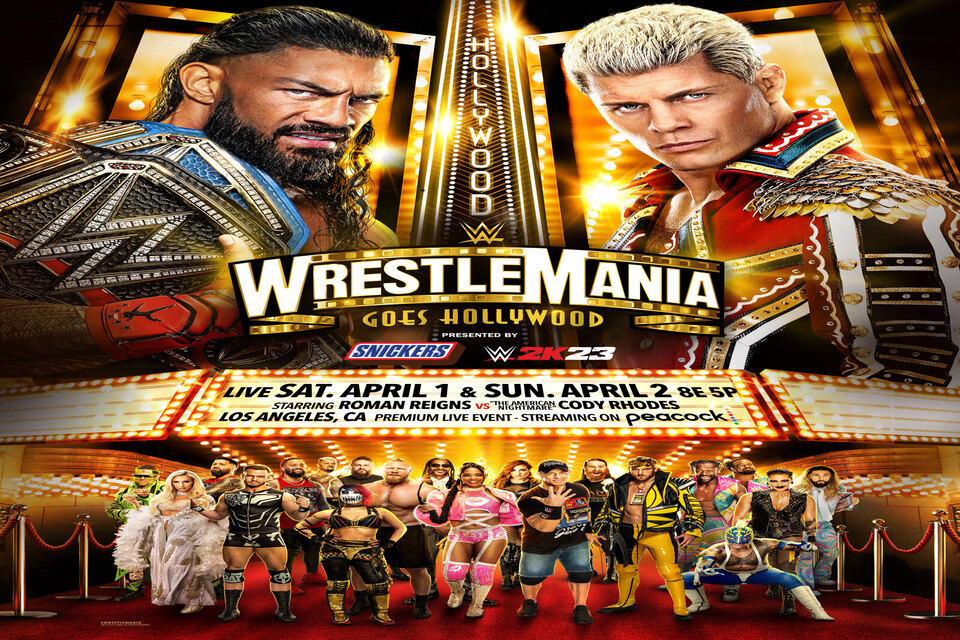 HOLLYWOOD
W
WRESTLEMANIA
GOES HOLLYWOOD
PRESENTED BY
SNICKERS W 2K23
LIVE SAT. APRIL 1 & SUN. APRIL 2 8E 5P
STARRING ROMAN REIGNS VS "THE AMERICAN NIGHTMARE" CODY RHODES
LOS ANGELES, CA PREMIUM LIVE EVENT - STREAMING ON peacock
#WRESTLEMANIA